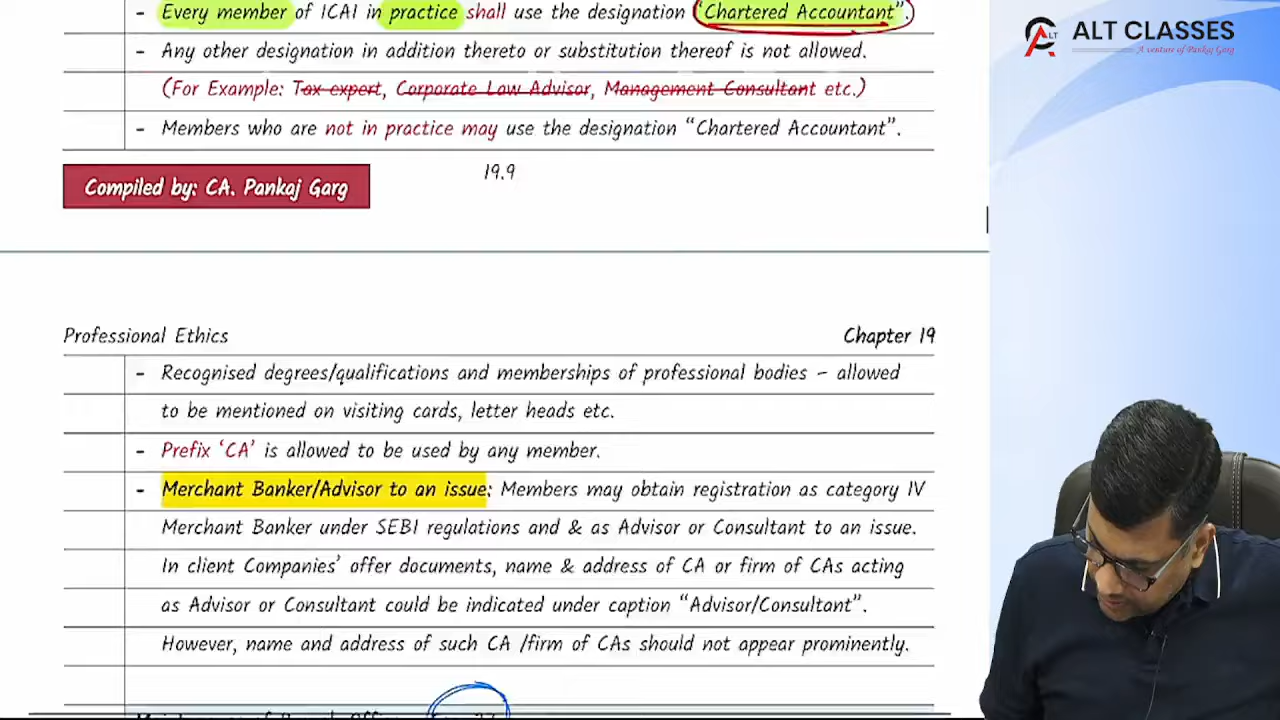 - Every member of ICAI in practice shall use the designation “Chartered Accountant”.
- Any other designation in addition thereto or substitution thereof is not allowed.
(For Example: Tax expert, Corporate Law Advisor, Management Consultant etc.)
- Members who are not in practice may use the designation “Chartered Accountant”.
19.9
Compiled by: CA. Pankaj Garg
Professional Ethics
Chapter 19
- Recognised degrees/qualifications and memberships of professional bodies – allowed
to be mentioned on visiting cards, letter heads etc.
- Prefix ‘CA’ is allowed to be used by any member.
- Merchant Banker/Advisor to an issue: Members may obtain registration as category IV
Merchant Banker under SEBI regulations and & as Advisor or Consultant to an issue.
In client Companies’ offer documents, name & address of CA or firm of CAs acting
as Advisor or Consultant could be indicated under caption “Advisor/Consultant”.
However, name and address of such CA /firm of CAs should not appear prominently.
ALT
ALT CLASSES
A venture of Pankaj Garg